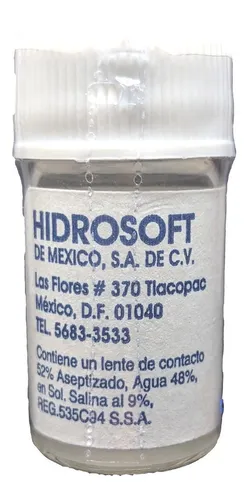 HIDROSOFT
DE MEXICO, S.A. DE C.V.
Las Flores # 370 Tlacopac
México, D.F. 01040
TEL. 5683-3533
Contiene un lente de contacto
52% Aseptizado, Agua 48%,
en Sol. Salina al 9%,
REG.535C94 S.S.A.